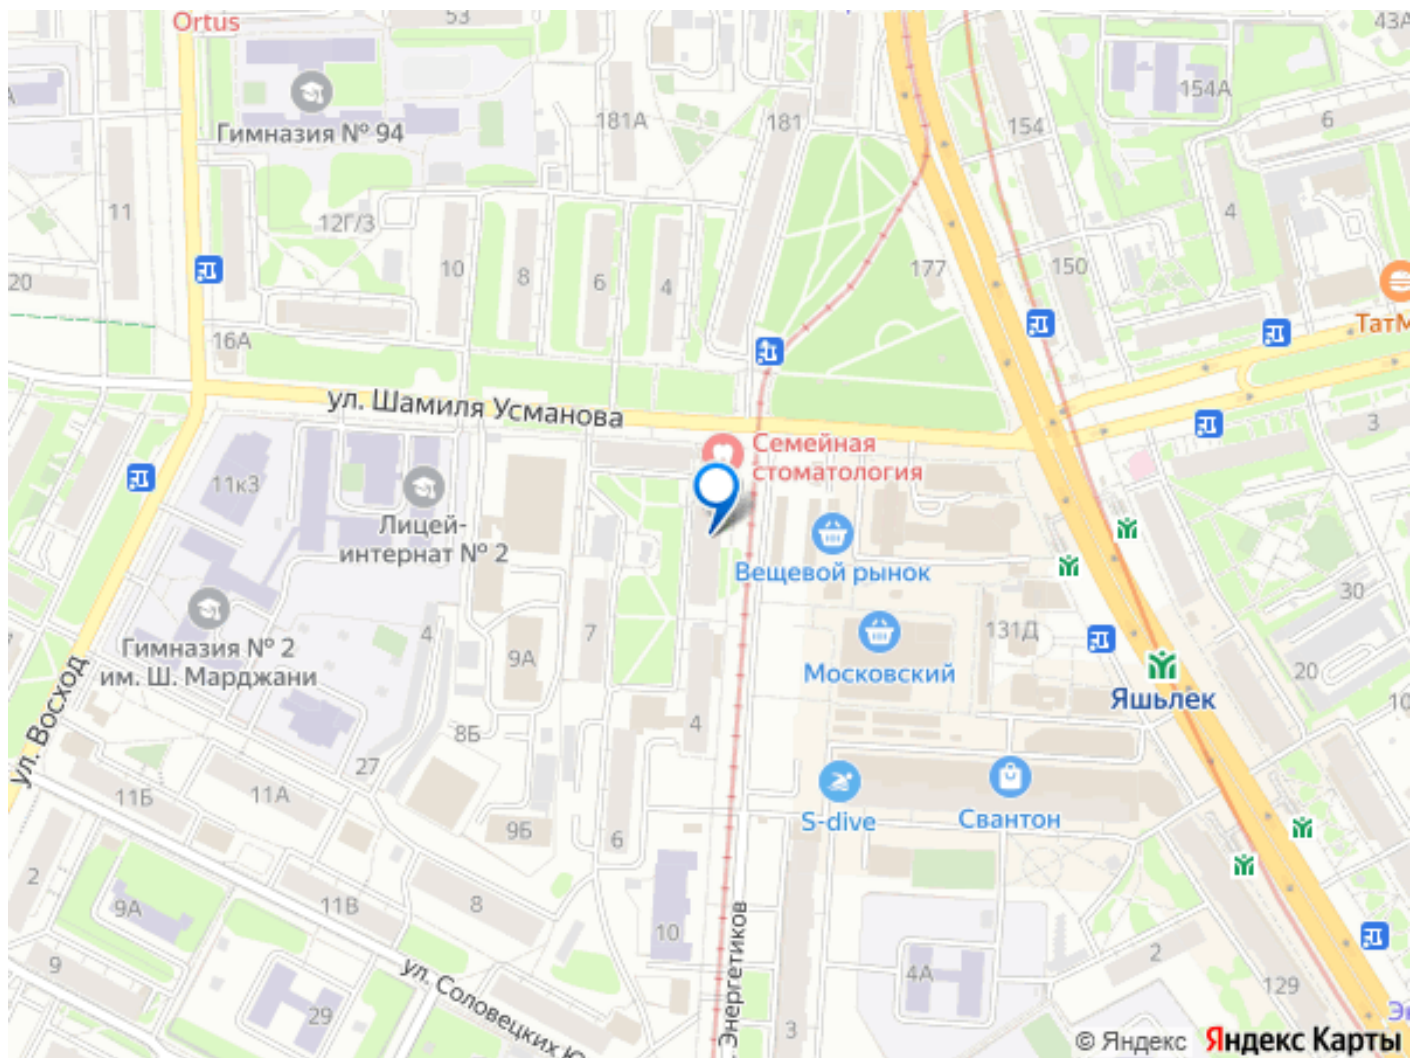 Ortus
53
43А
154А
Гимназия № 94
181А
181
154
6
11
12Г/3
4
10
8
6
4
177
150
20
16А
ТатМ
ул. Шамиля Усманова
3
Семейная
стоматология
11к3
Лицей-
интернат № 2
Вещевой рынок
30
4
7
131Д
Гимназия № 2
им. Ш. Марджани
9А
Московский
20
Яшьлек
10
ул. Восход
8Б
4
27
11Б
11А
9Б
6
S-dive
Свантон
2
9А
11В
8
10
ул. Энергетиков
2
9
ул. Соловецких Ю
4А
129
29
3
Эв
© Яндекс Яндекс Карты